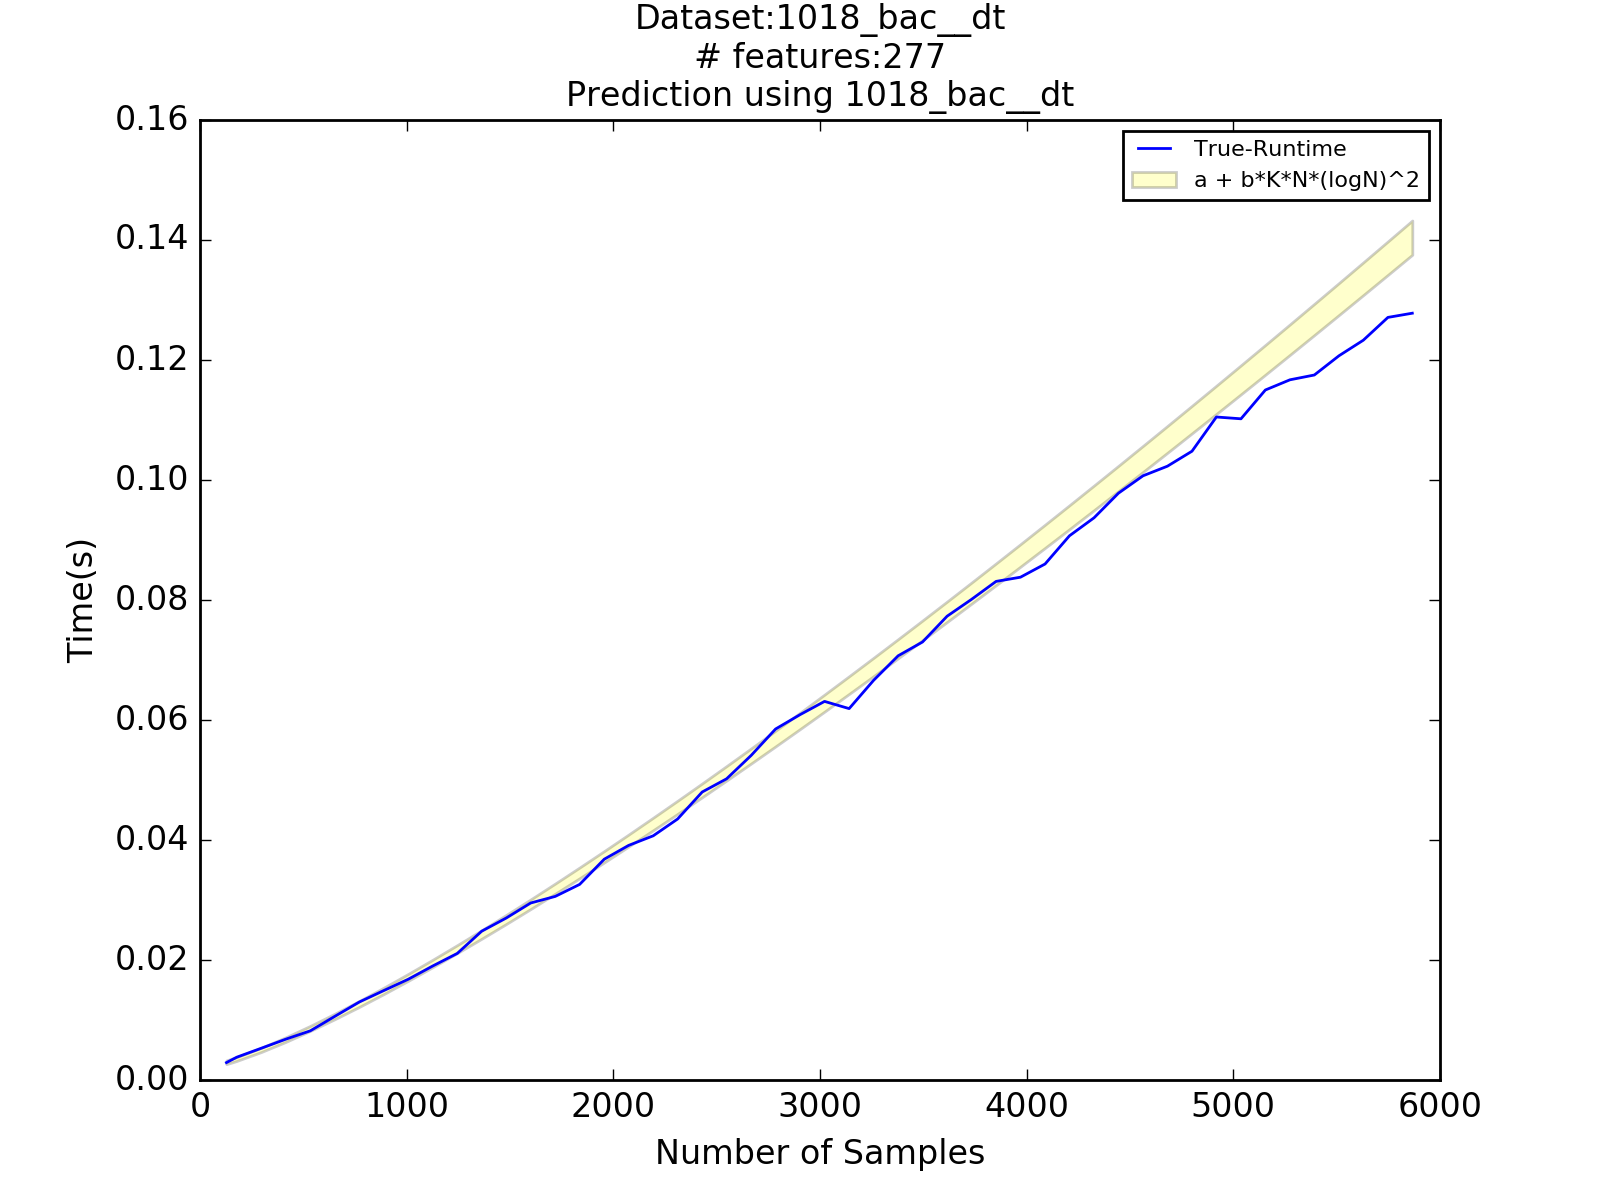 Dataset:1018_bac__dt
# features:277
Prediction using 1018_bac__dt
True-Runtime
a + b*K*N*(logN)^2
0.16
0.14
0.12
0.10
0.08
0.06
0.04
0.02
0.00
Time(s)
0 1000 2000 3000 4000 5000 6000
Number of Samples